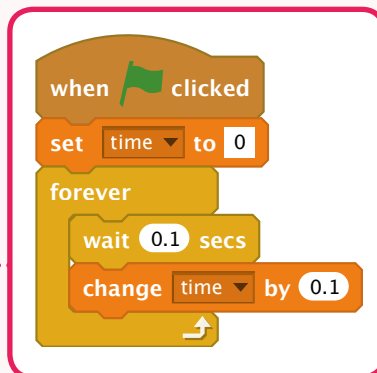 when clicked
set time to 0
forever
wait 0.1 secs
change time by 0.1